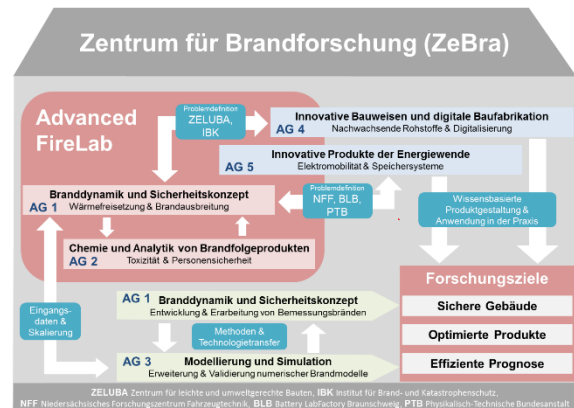 Zentrum für Brandforschung (ZeBra)
Advanced
FireLab
Problemdefinition
ZELUBA,
IBK
Innovative Bauweisen und digitale Baufabrikation
AG 4
Nachwachsende Rohstoffe & Digitalisierung
Innovative Produkte der Energiewende
AG 5
Elektromobilität & Speichersysteme
Branddynamik und Sicherheitskonzept
AG 1
Wärmefreisetzung & Brandausbreitung
Problemdefinition
NFF, BLB,
PTB
Wissensbasierte
Produktgestaltung &
Anwendung in der Praxis
Chemie und Analytik von Brandfolgeprodukten
AG 2
Toxizität & Personensicherheit
Eingangs-
daten &
Skalierung
AG 1
Branddynamik und Sicherheitskonzept
Entwicklung & Erarbeitung von Bemessungsbränden
Methoden &
Technologietransfer
AG 3
Modellierung und Simulation
Erweiterung & Validierung numerischer Brandmodelle
Forschungsziele
Sichere Gebäude
Optimierte Produkte
Effiziente Prognose
ZELUBA Zentrum für leichte und umweltgerechte Bauten, IBK Institut für Brand- und Katastrophenschutz,
NFF Niedersächsisches Forschungszentrum Fahrzeugtechnik, BLB Battery LabFactory Braunschweig, PTB Physikalisch-Technische Bundesanstalt